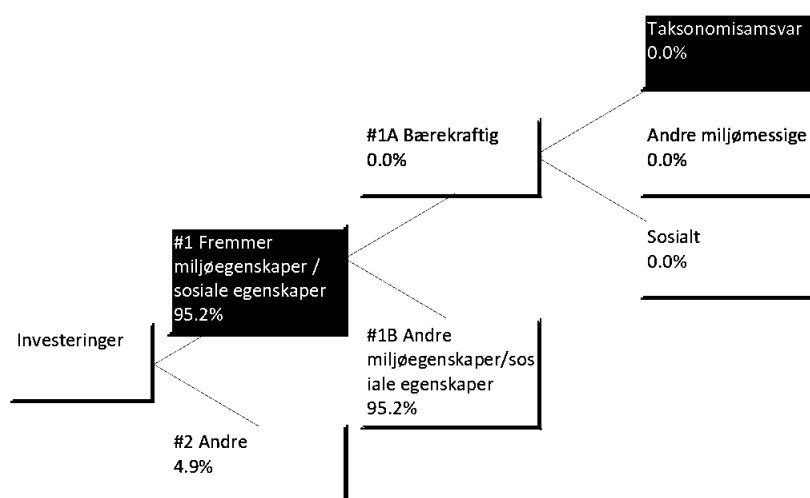 Taksonomisamsvar
0.0%
#1A Bærekraftig
0.0%
Andre miljømessige
0.0%
#1 Fremmer
miljøegenskaper /
sosiale egenskaper
95.2%
Sosialt
0.0%
Investeringer
#1B Andre
miljøegenskaper/sos
iale egenskaper
95.2%
#2 Andre
4.9%